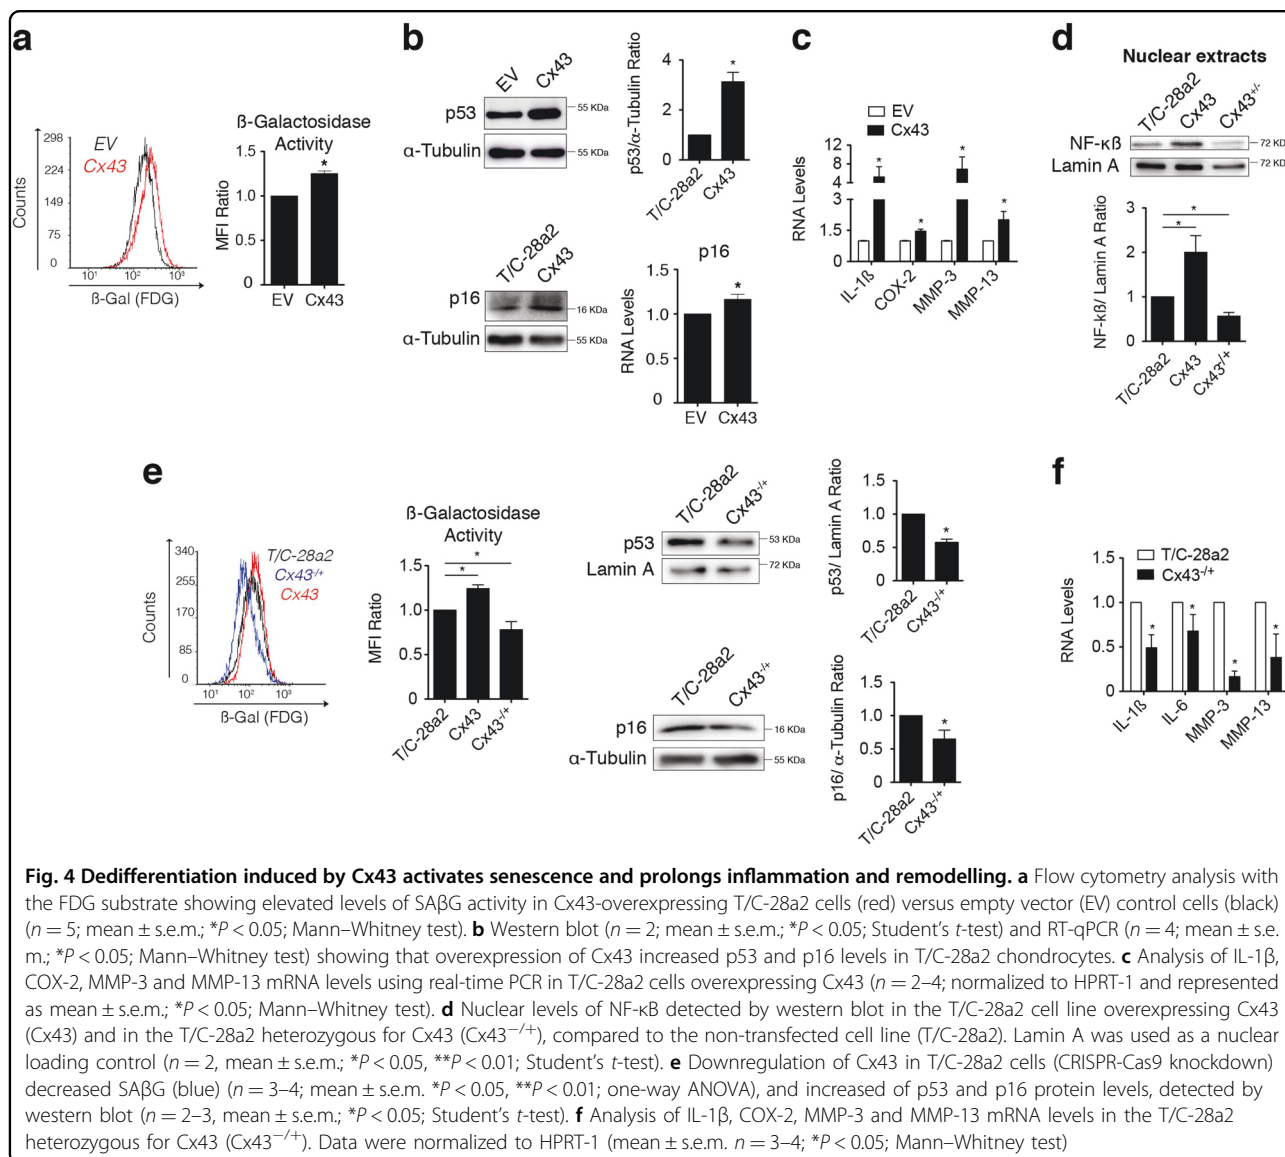 a
EV
Cx43
298
224
149
75
0
Counts
10¹ 10² 10³
ß-Gal (FDG)
ß-Galactosidase
Activity
MFI Ratio
1.5
1.0
0.5
0
*
EV Cx43
b
EV Cx43
p53
55 KDa
α-Tubulin
55 KDa
p53/α-Tubulin Ratio
4
2
0
*
T/C-28a2
Cx43
T/C-28a2 Cx43
p16
16 KDa
α-Tubulin
55 KDa
p16
RNA Levels
1.5
1.0
0.5
0
*
EV Cx43
c
EV
Cx43
RNA Levels
12
8
4
3
1.5
0
* * * *
IL-1ß
COX-2
MMP-3
MMP-13
d
Nuclear extracts
T/C-28a2 Cx43 Cx43+/-
NF-κß
72 KD
Lamin A
72 KD
NF-kß/ Lamin A Ratio
3
2
1
0
*
*
T/C-28a2
Cx43
Cx43-/+
e
T/C-28a2
Cx43-/+
Cx43
340
255
170
85
0
Counts
10¹ 10² 10³
ß-Gal (FDG)
ß-Galactosidase
Activity
MFI Ratio
1.5
1.0
0.5
0
*
*
T/C-28a2
Cx43
Cx43-/+
T/C-28a2 Cx43-/+
p53
53 KDa
Lamin A
72 KDa
p53/ Lamin A Ratio
1.5
1.0
0.5
0
*
T/C-28a2
Cx43-/+
T/C-28a2 Cx43-/+
p16
16 KDa
α-Tubulin
55 KDa
p16/ α-Tubulin Ratio
1.5
1.0
0.5
0
*
T/C-28a2
Cx43-/+
f
T/C-28a2
Cx43-/+
RNA Levels
1.5
1.0
0.5
0
* * * *
IL-1ß
IL-6
MMP-3
MMP-13
Fig. 4 Dedifferentiation induced by Cx43 activates senescence and prolongs inflammation and remodelling. a Flow cytometry analysis with
the FDG substrate showing elevated levels of SAβG activity in Cx43-overexpressing T/C-28a2 cells (red) versus empty vector (EV) control cells (black)
(n = 5; mean ± s.e.m.; *P < 0.05; Mann–Whitney test). b Western blot (n = 2; mean ± s.e.m.; *P < 0.05; Student's t-test) and RT-qPCR (n = 4; mean ± s.e.
m.; *P < 0.05; Mann–Whitney test) showing that overexpression of Cx43 increased p53 and p16 levels in T/C-28a2 chondrocytes. c Analysis of IL-1β,
COX-2, MMP-3 and MMP-13 mRNA levels using real-time PCR in T/C-28a2 cells overexpressing Cx43 (n = 2–4; normalized to HPRT-1 and represented
as mean ± s.e.m.; *P < 0.05; Mann–Whitney test). d Nuclear levels of NF-κB detected by western blot in the T/C-28a2 cell line overexpressing Cx43
(Cx43) and in the T/C-28a2 heterozygous for Cx43 (Cx43−/+), compared to the non-transfected cell line (T/C-28a2). Lamin A was used as a nuclear
loading control (n = 2, mean ± s.e.m.; *P < 0.05, **P < 0.01; Student's t-test). e Downregulation of Cx43 in T/C-28a2 cells (CRISPR-Cas9 knockdown)
decreased SAβG (blue) (n = 3–4; mean ± s.e.m. *P < 0.05, **P < 0.01; one-way ANOVA), and increased of p53 and p16 protein levels, detected by
western blot (n = 2–3, mean ± s.e.m.; *P < 0.05; Student's t-test). f Analysis of IL-1β, COX-2, MMP-3 and MMP-13 mRNA levels in the T/C-28a2
heterozygous for Cx43 (Cx43−/+). Data were normalized to HPRT-1 (mean ± s.e.m. n = 3–4; *P < 0.05; Mann–Whitney test)